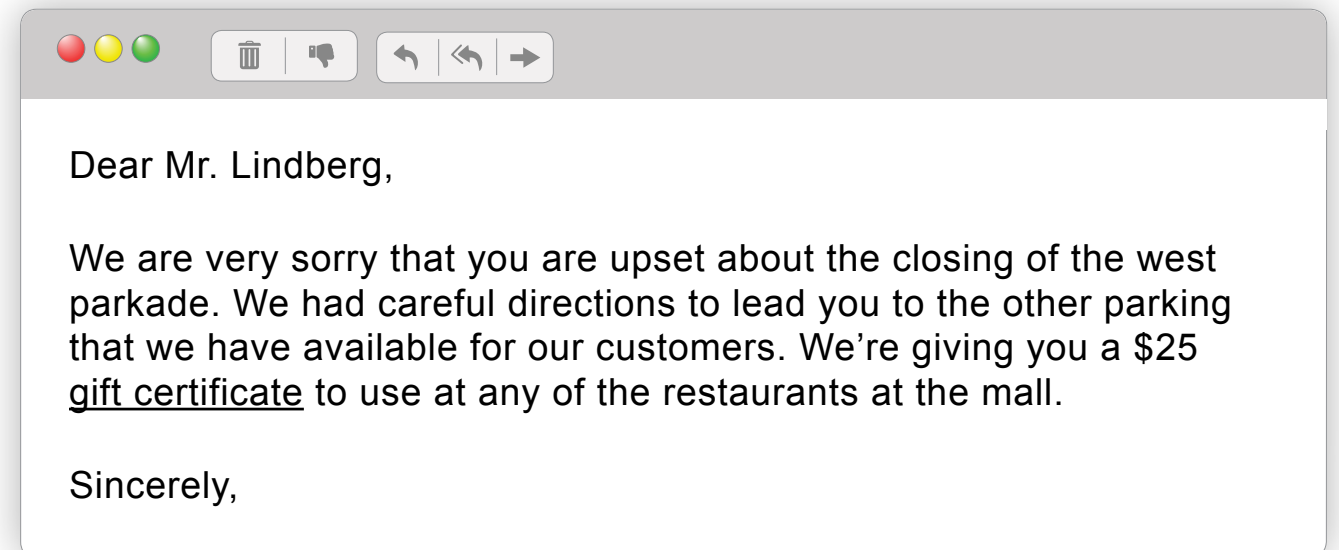 Dear Mr. Lindberg,
We are very sorry that you are upset about the closing of the west
parkade. We had careful directions to lead you to the other parking
that we have available for our customers. We’re giving you a $25
gift certificate to use at any of the restaurants at the mall.
Sincerely,